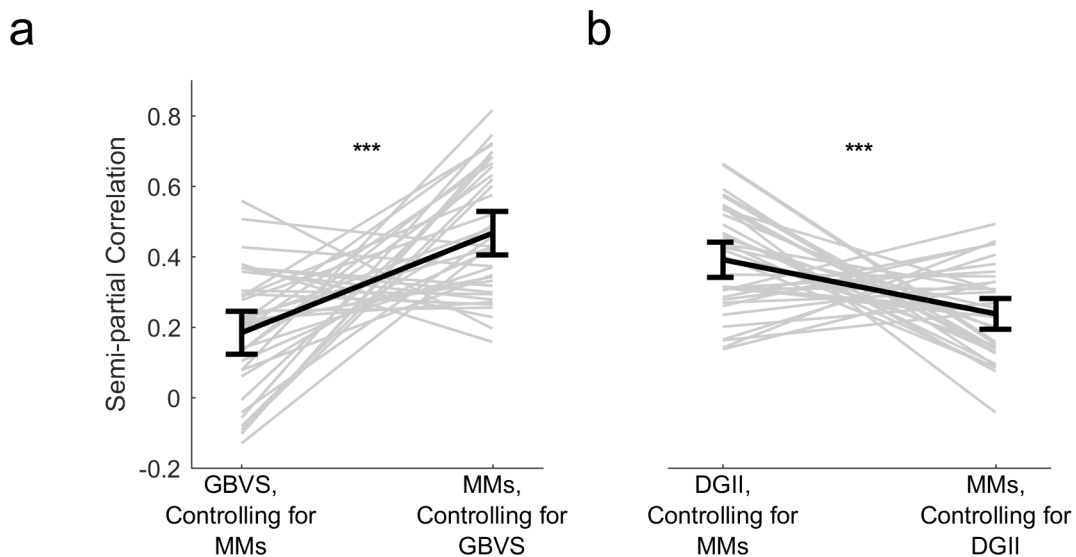 a
b
Semi-partial Correlation
0.8
0.6
0.4
0.2
0
-0.2
***
***
GBVS,
Controlling for
MMs
MMs,
Controlling for
GBVS
DGII,
Controlling for
MMs
MMs,
Controlling for
DGII